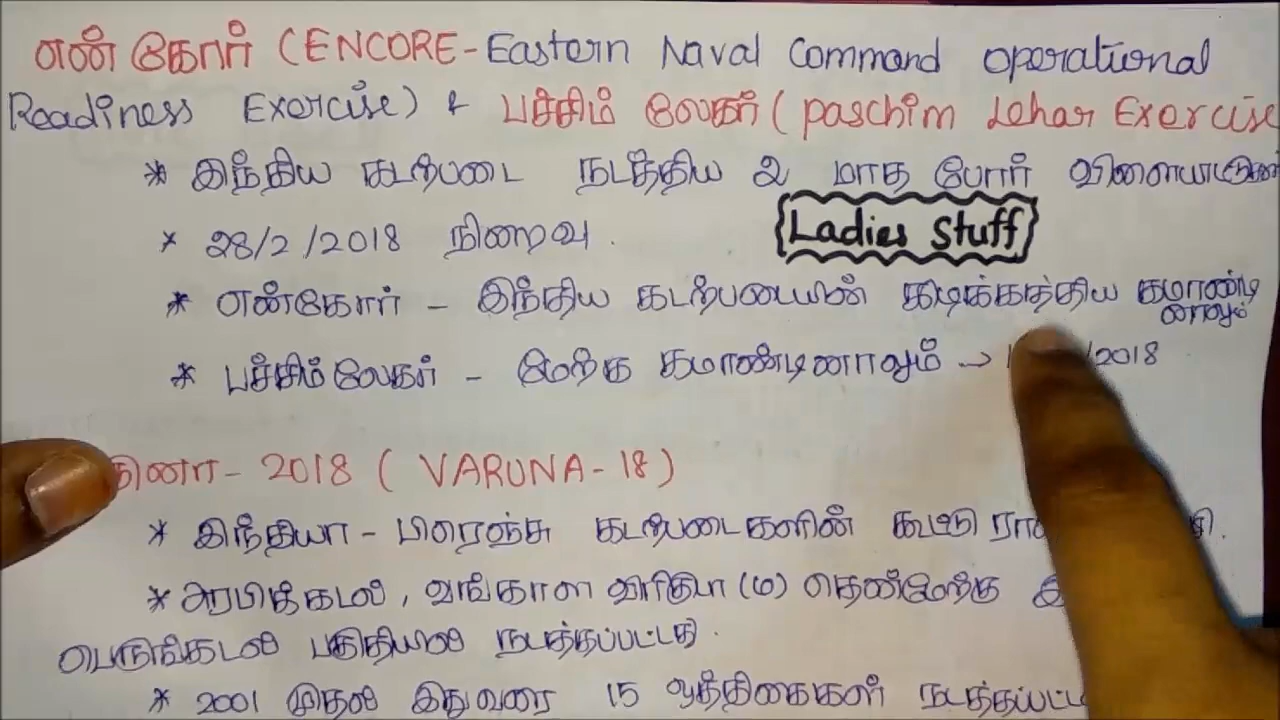 என்கோர் (ENCORE-Eastern Naval Command Operational
Readiness Exercise) & பச்சிம் லேகர் (Paschim Lehar Exercise
* இந்திய கடற்படை நடத்திய 2 மாத போர்
Ladies Stuff
* 28/2/2018 நிறைவு.
* என்கோர் - இந்திய கடற்படையின் கிழக்கத்திய கமாண்டி
னாலும்
* பச்சிம்லேகர் - மேற்கு கமாண்டினாலும் → /2018
2018 (VARUNA-18)
* இந்தியா - பிரெஞ்சு கடற்படைகளின் கூட்டு
* அரபிக்கடல், வங்காள விரிகுடா (ம) தென்மேற்கு
பெருங்கடல் பகுதியில் நடத்தப்பட்டது.
* 2001 முதல் இதுவரை 15 ஒத்திகைகள்